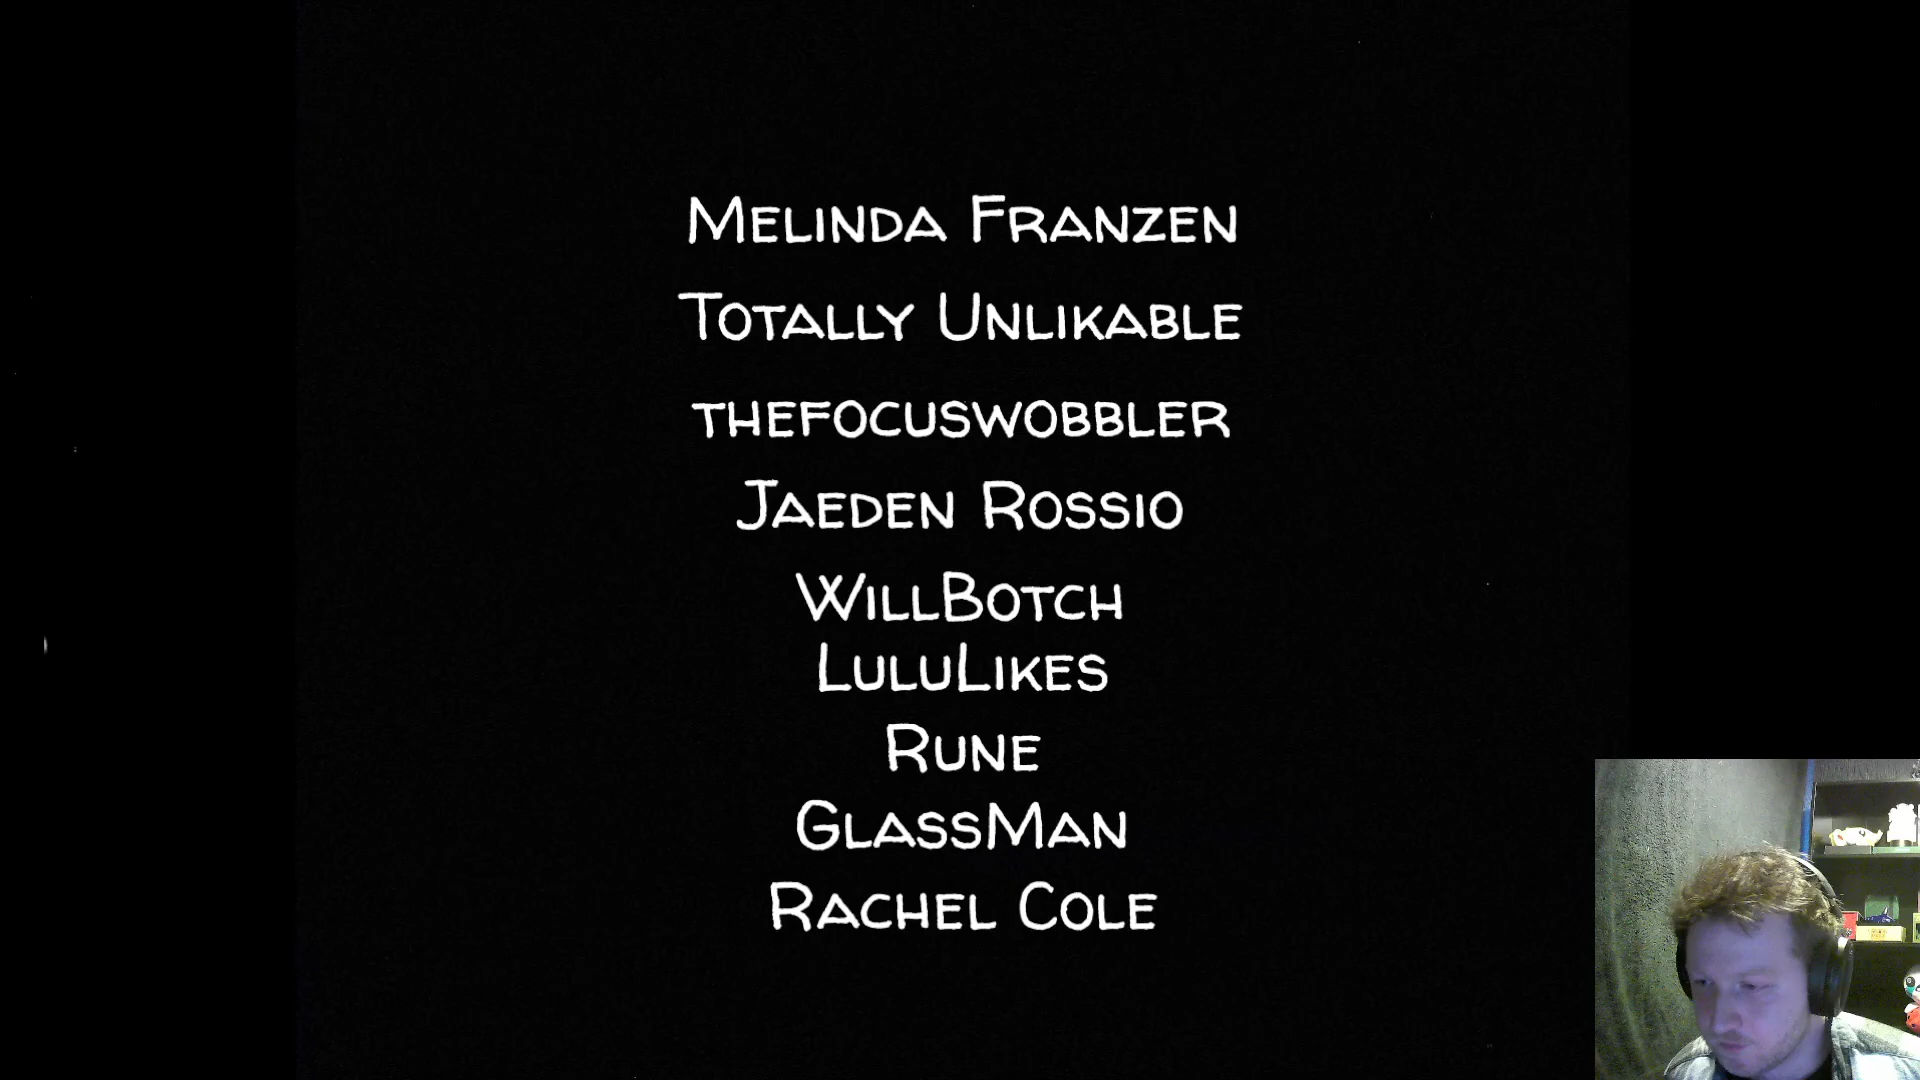 Melinda Franzen
Totally Unlikable
thefocuswobbler
Jaeden Rossio
WillBotch
LuluLikes
Rune
GlassMan
Rachel Cole